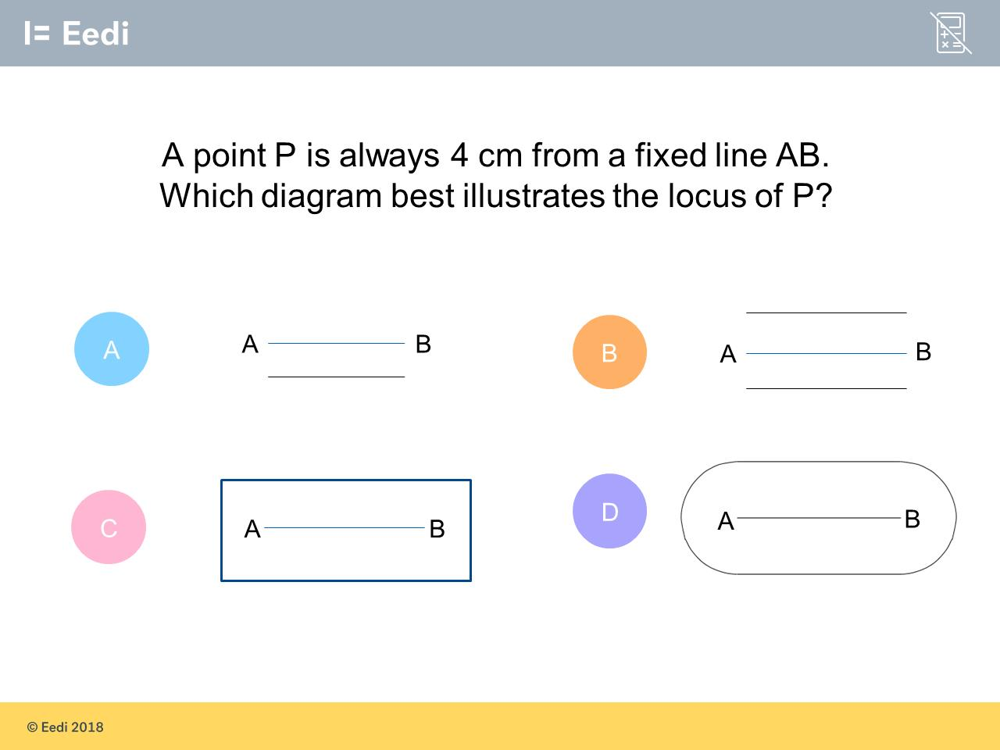 Eedi
A point P is always 4 cm from a fixed line AB.
Which diagram best illustrates the locus of P?
A
A B
B
A B
C
A B
D
A B
© Eedi 2018